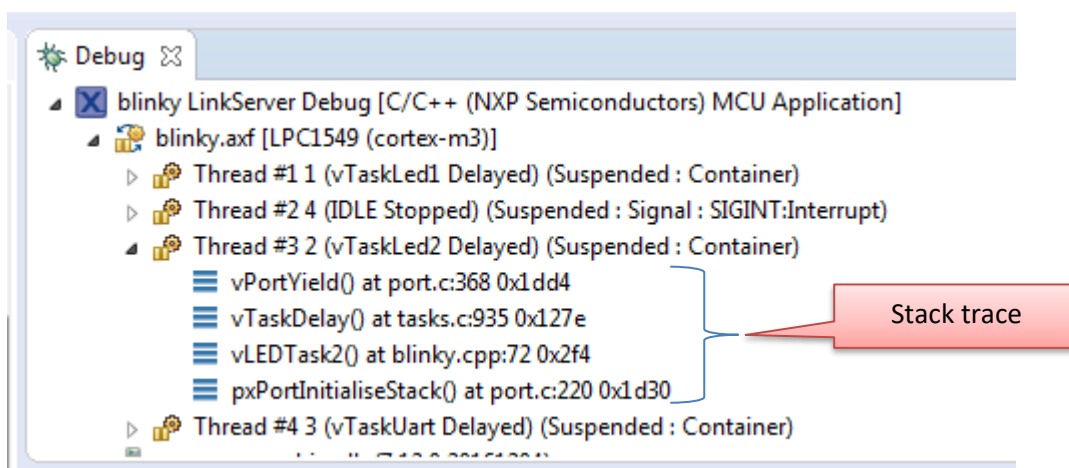 Debug
blinky LinkServer Debug [C/C++ (NXP Semiconductors) MCU Application]
blinky.axf [LPC1549 (cortex-m3)]
Thread #1 1 (vTaskLed1 Delayed) (Suspended : Container)
Thread #2 4 (IDLE Stopped) (Suspended : Signal : SIGINT:Interrupt)
Thread #3 2 (vTaskLed2 Delayed) (Suspended : Container)
vPortYield() at port.c:368 0x1dd4
vTaskDelay() at tasks.c:935 0x127e
vLEDTask2() at blinky.cpp:72 0x2f4
pxPortInitialiseStack() at port.c:220 0x1d30
Stack trace
Thread #4 3 (vTaskUart Delayed) (Suspended : Container)